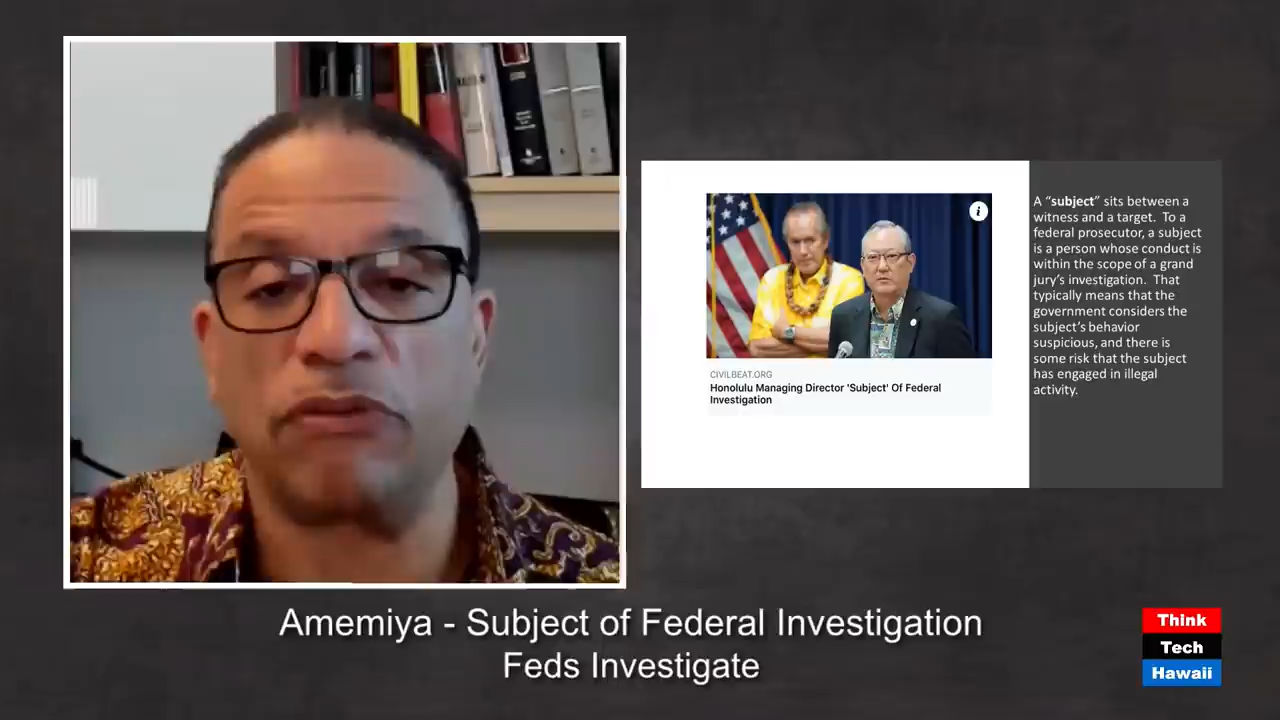 CIVILBEAT.ORG
Honolulu Managing Director 'Subject' Of Federal
Investigation
i
A “subject” sits between a
witness and a target. To a
federal prosecutor, a subject
is a person whose conduct is
within the scope of a grand
jury’s investigation. That
typically means that the
government considers the
subject’s behavior
suspicious, and there is
some risk that the subject
has engaged in illegal
activity.
Amemiya - Subject of Federal Investigation
Feds Investigate
Think
Tech
Hawaii